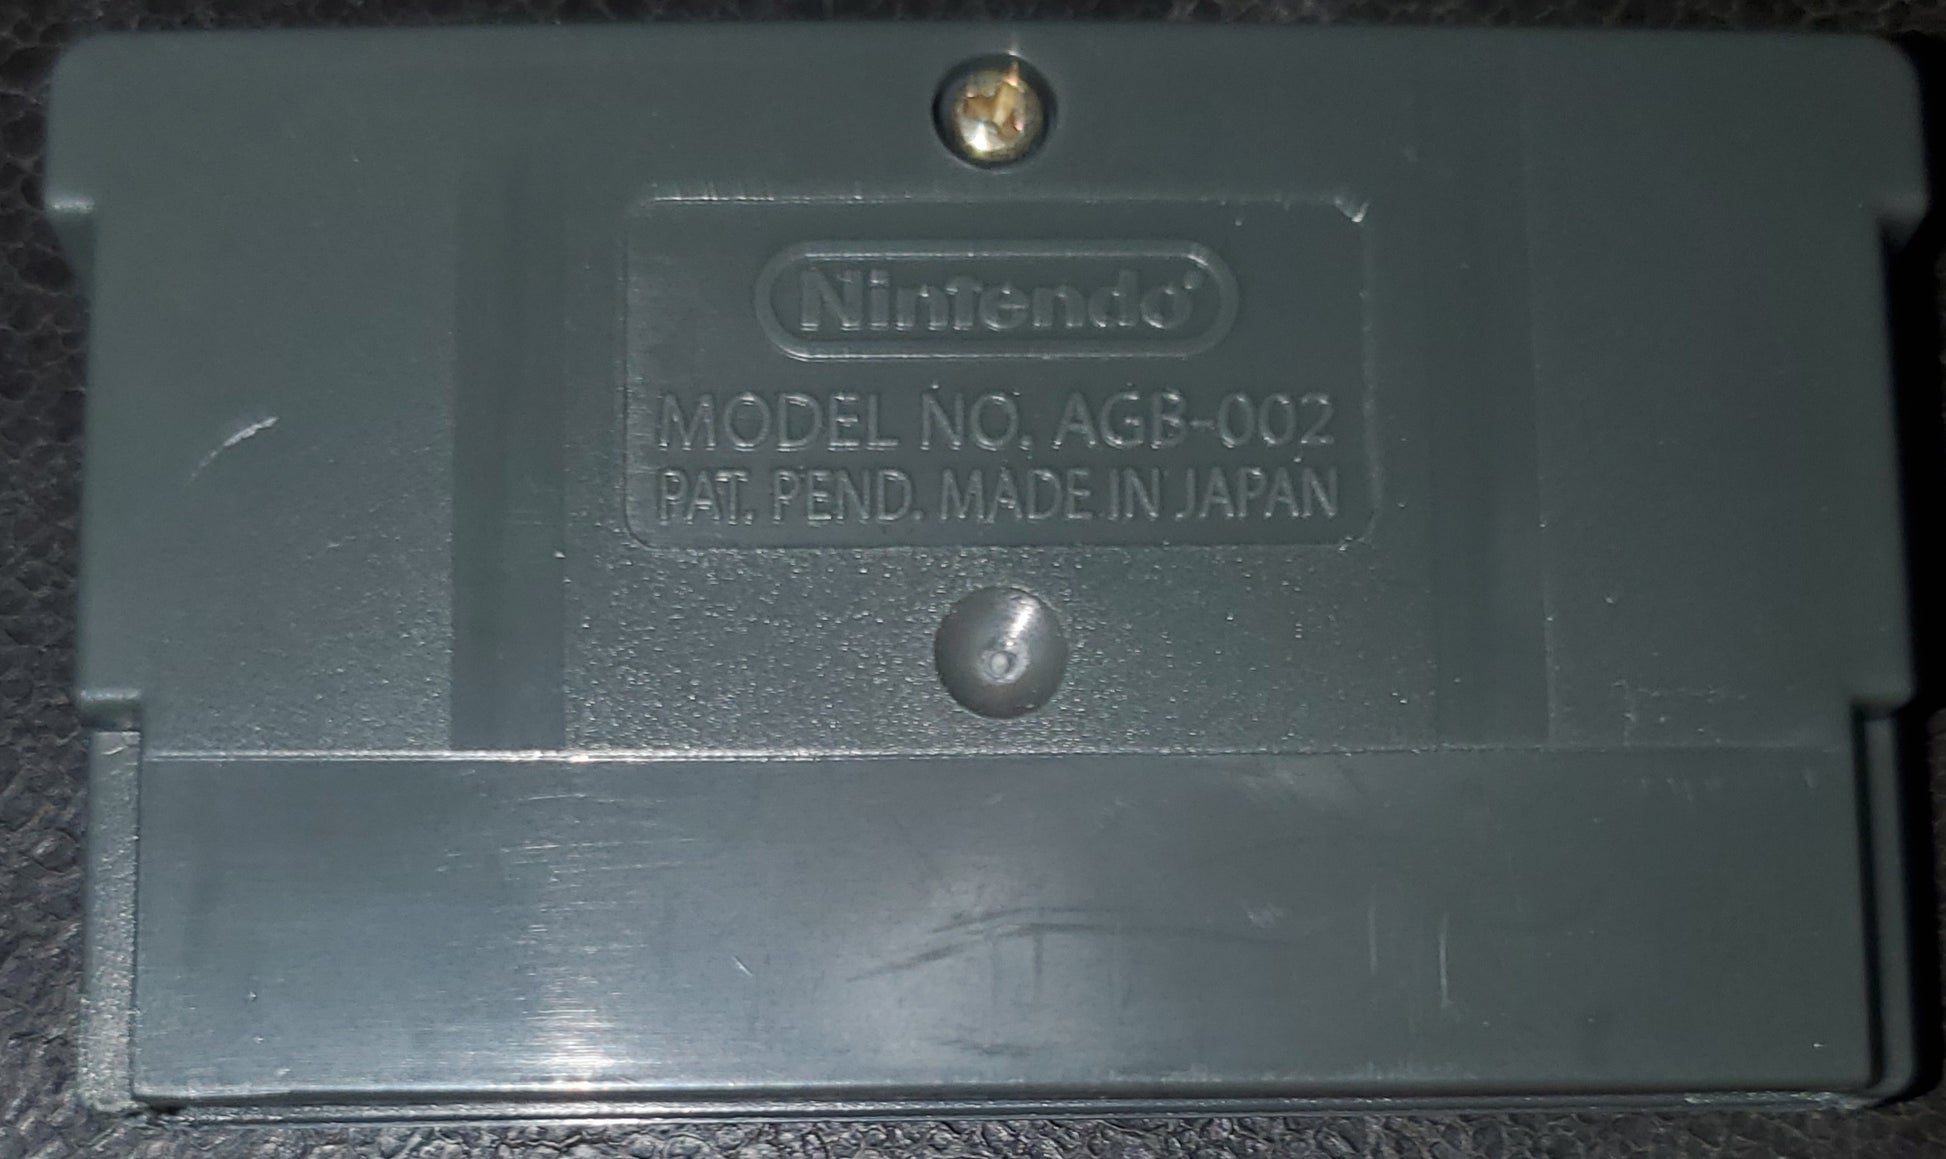 Nintendo
MODEL NO. AGB-002
PAT. PEND. MADE IN JAPAN